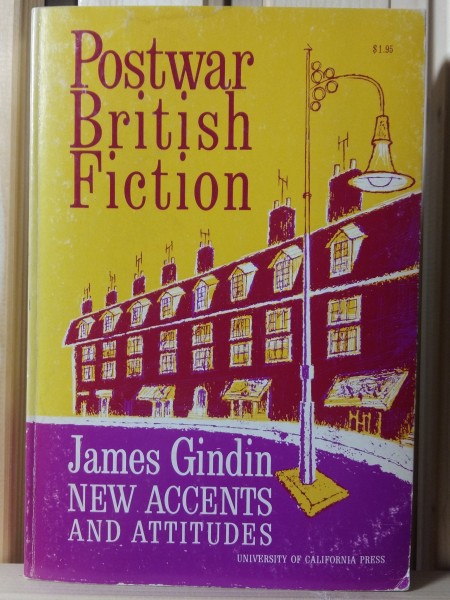 $1.95
Postwar
British
Fiction
James Gindin
NEW ACCENTS
AND ATTITUDES
UNIVERSITY OF CALIFORNIA PRESS